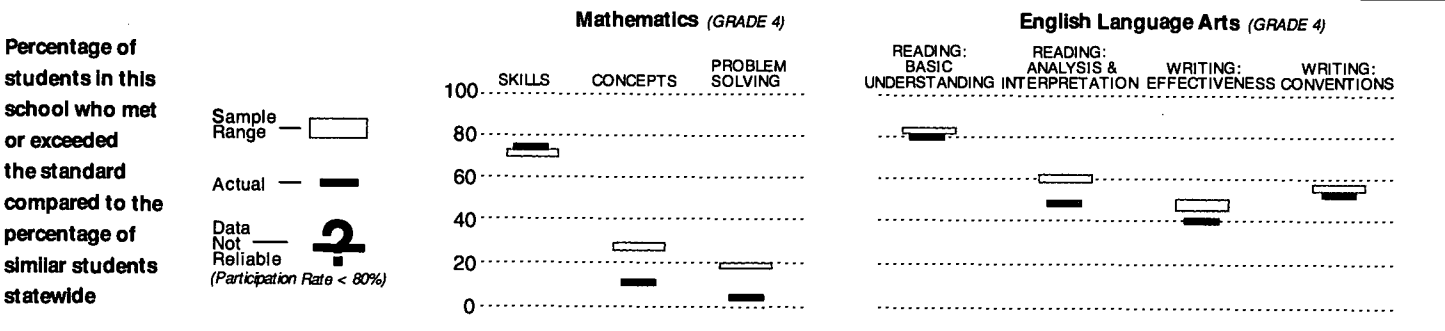 Percentage of
students in this
school who met
or exceeded
the standard
compared to the
percentage of
similar students
statewide
Sample
Range
Actual
Data
Not
Reliable
?
(Participation Rate < 80%)
Mathematics (GRADE 4)
SKILLS
CONCEPTS
PROBLEM
SOLVING
100
80
60
40
20
0
English Language Arts (GRADE 4)
READING:
BASIC
UNDERSTANDING
READING:
ANALYSIS &
INTERPRETATION
WRITING:
EFFECTIVENESS
WRITING:
CONVENTIONS